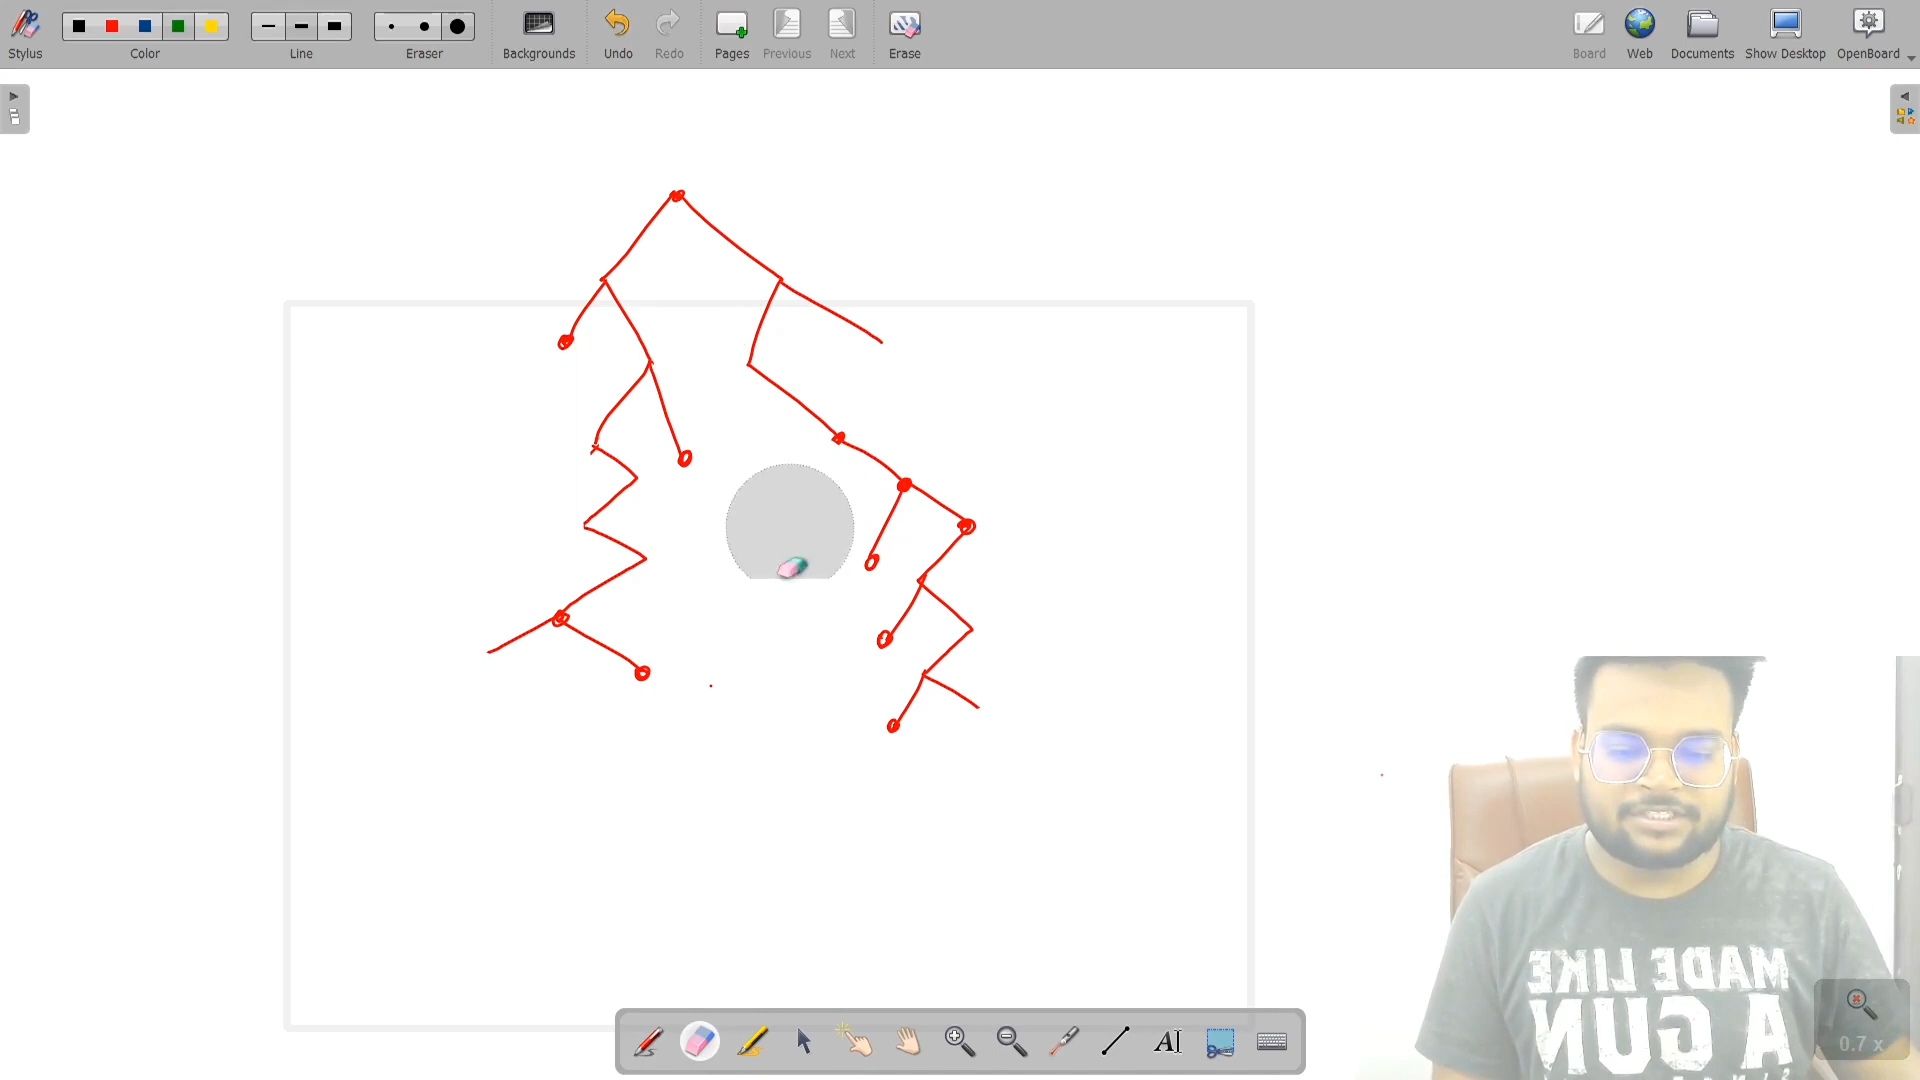 Stylus
Color
Line
Eraser
Backgrounds
Undo
Redo
Pages
Previous
Next
Erase
Board
Web
Documents
Show Desktop
OpenBoard
MADE LIKE
A GUN
0.7 x
AI